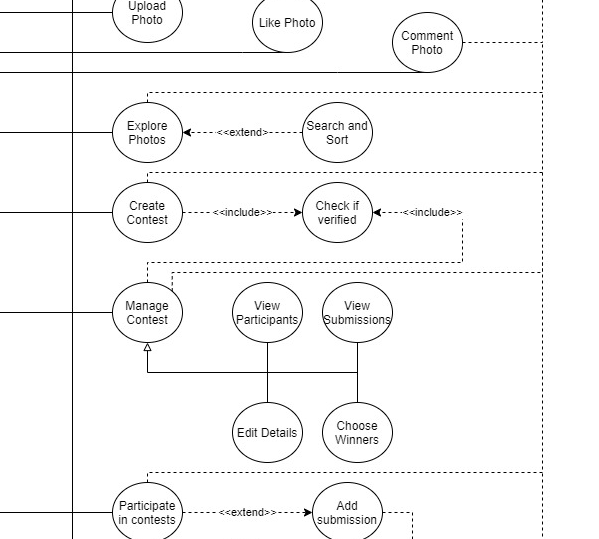 Upload
Photo
Like Photo
Comment
Photo
Explore
Photos
<<extend>
Search and
Sort
Create
Contest
<<include>>
Check if
verified
<<include>>
Manage
Contest
View
Participants
View
Submissions
Edit Details
Choose
Winners
Participate
in contests
<<extend>>
Add
submission